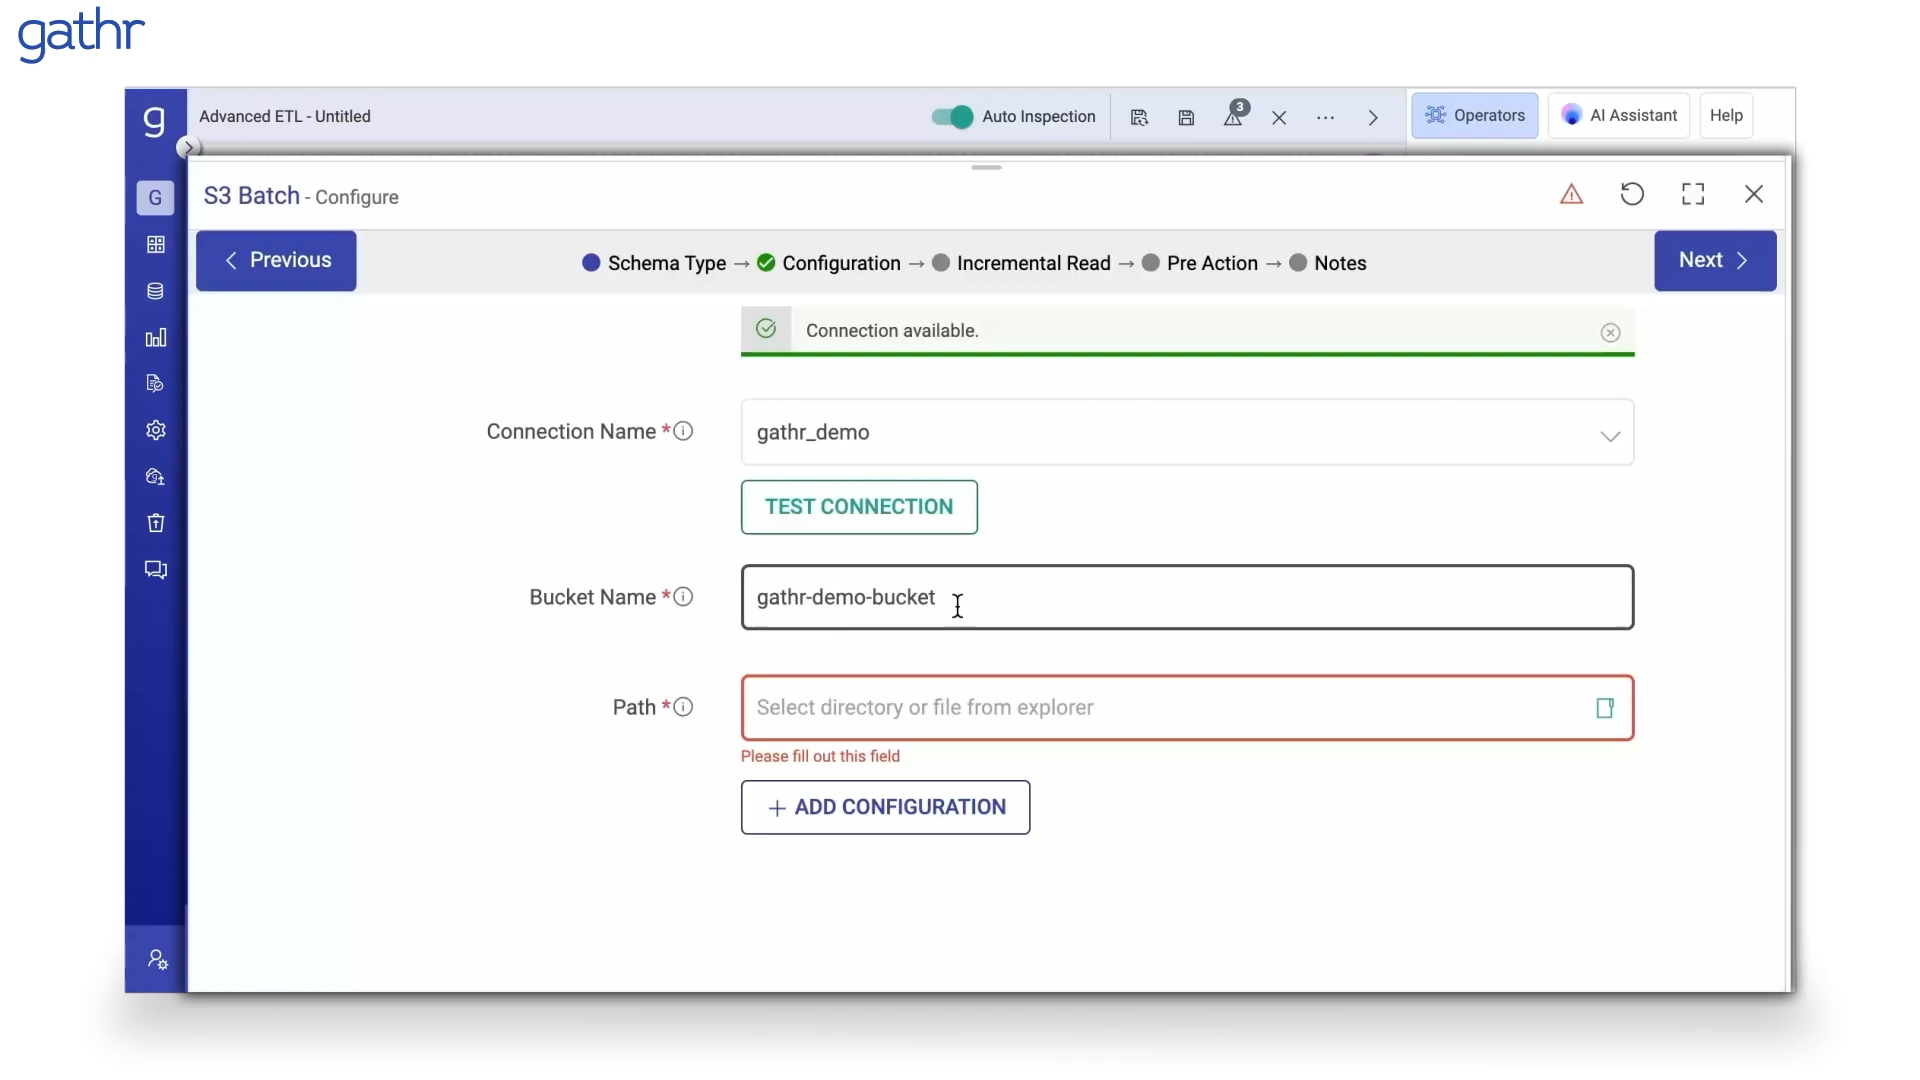 gathr
g
Advanced ETL - Untitled
Auto Inspection
3
Operators
AI Assistant
Help
G
S3 Batch - Configure
Previous
Schema Type → Configuration → Incremental Read → Pre Action → Notes
Next
Connection available.
Connection Name *
gathr_demo
TEST CONNECTION
Bucket Name *
gathr-demo-bucket
Path *
Select directory or file from explorer
Please fill out this field
+ ADD CONFIGURATION